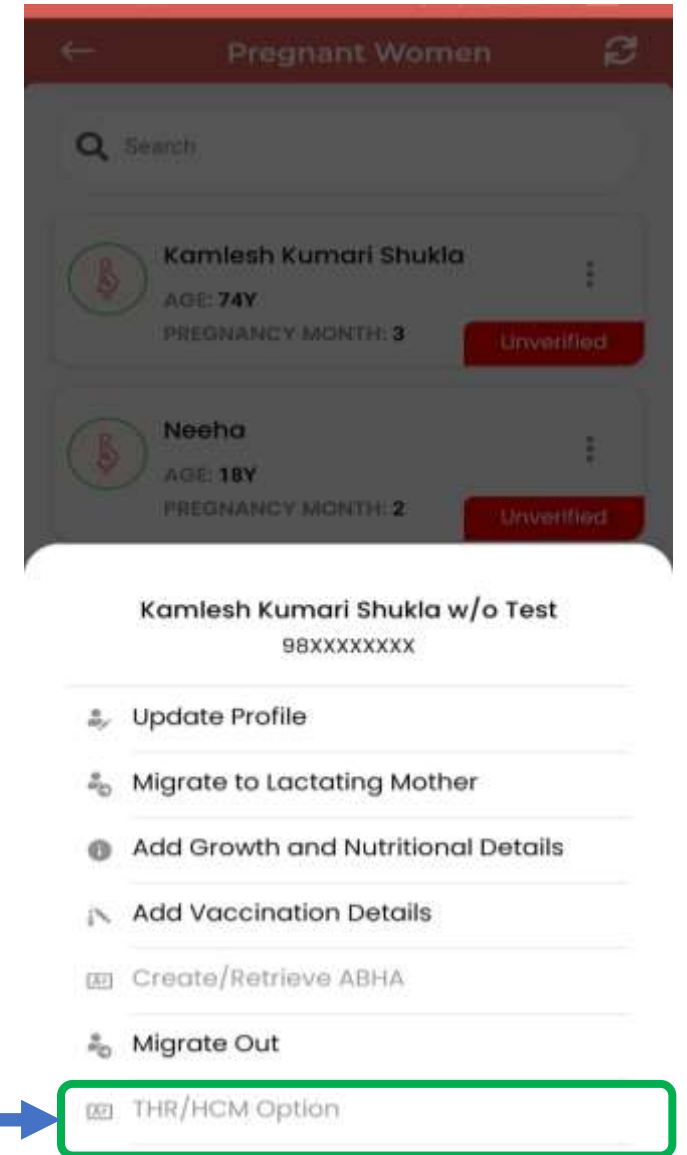 Pregnant Women
Search
Kamlesh Kumari Shukla
AGE: 74Y
PREGNANCY MONTH: 3
Unverified
Neeha
AGE: 18Y
PREGNANCY MONTH: 2
Unverified
Kamlesh Kumari Shukla w/o Test
98XXXXXXXX
Update Profile
Migrate to Lactating Mother
Add Growth and Nutritional Details
Add Vaccination Details
Create/Retrieve ABHA
Migrate Out
THR/HCM Option